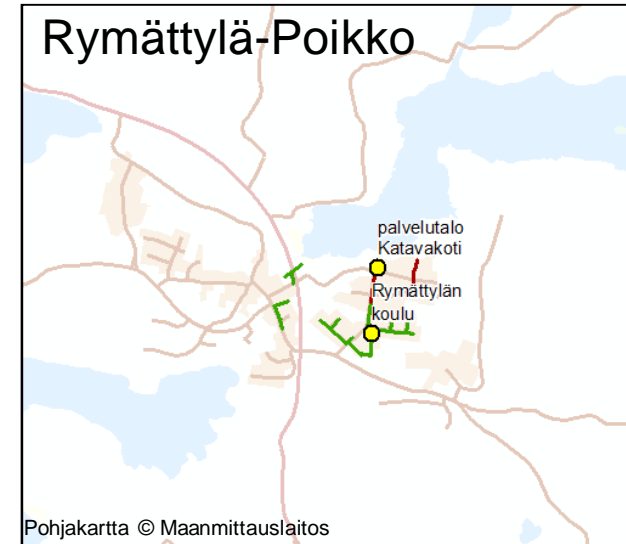 Rymättylä-Poikko
palvelutalo
Katavakoti
Rymättylän
koulu
Pohjakartta © Maanmittauslaitos